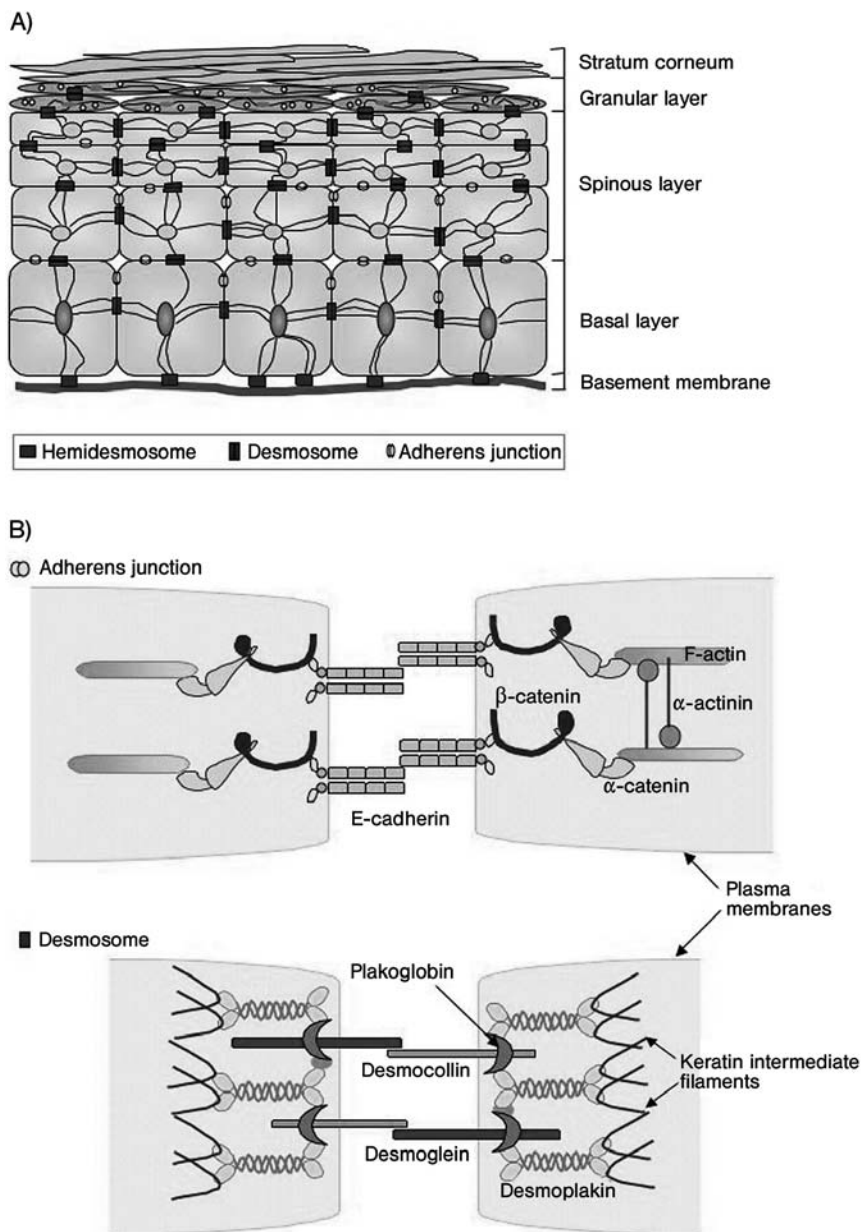 A)
Stratum corneum
Granular layer
Spinous layer
Basal layer
Basement membrane
Hemidesmosome Desmosome Adherens junction
B)
Adherens junction
F-actin
β-catenin
α-actinin
α-catenin
E-cadherin
Plasma
membranes
Desmosome
Plakoglobin
Desmocollin
Keratin intermediate
filaments
Desmoglein
Desmoplakin